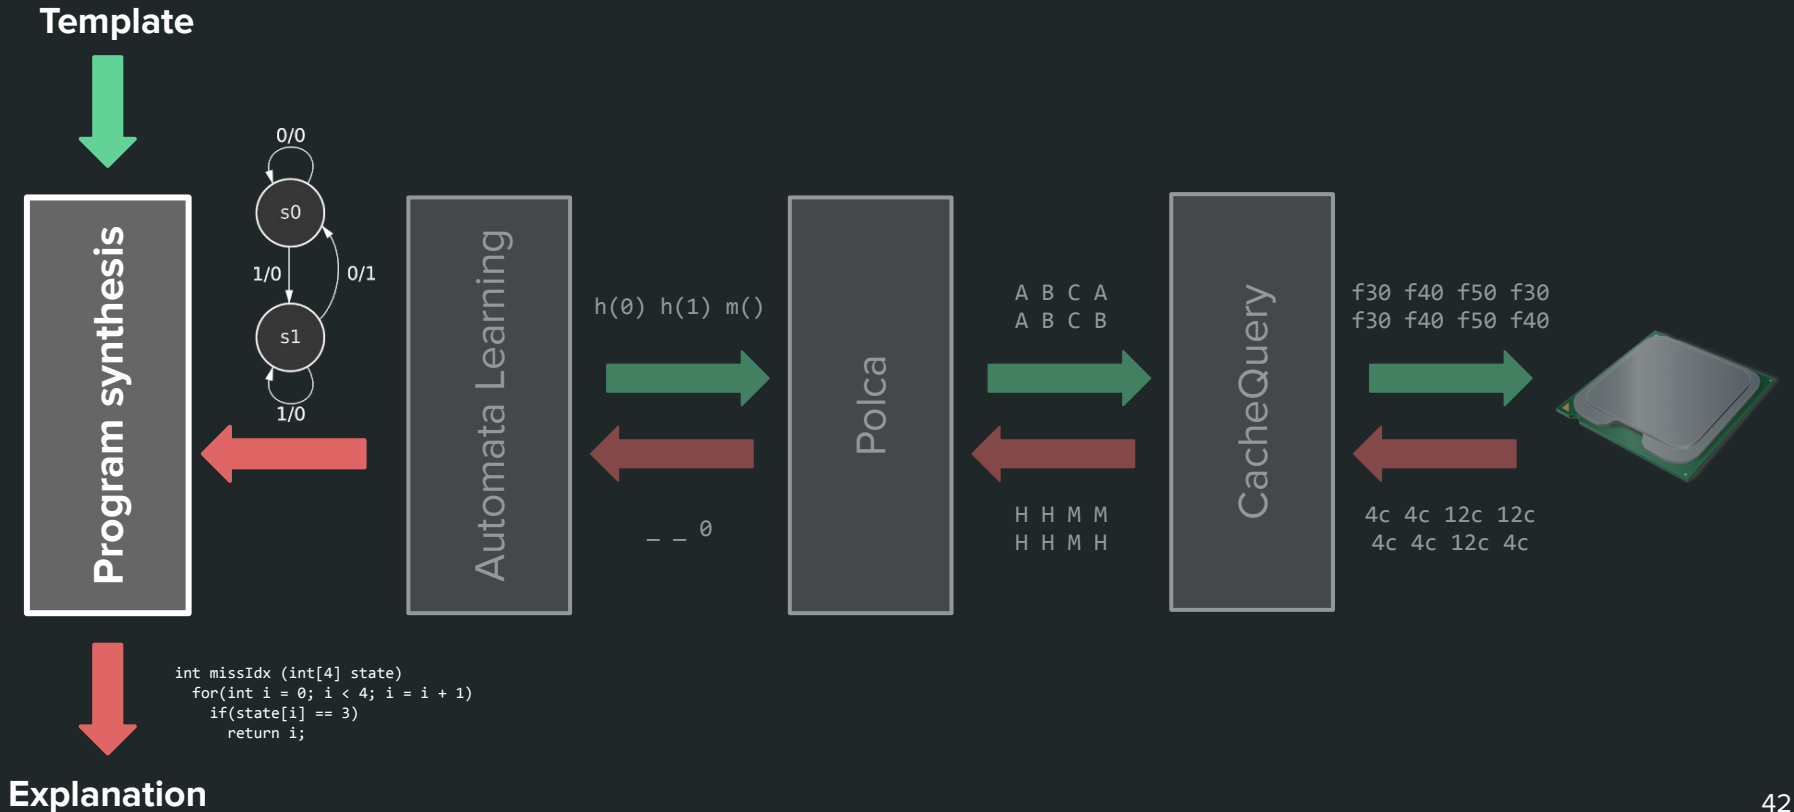 Template
Program synthesis
0/0
s0
1/0
0/1
s1
1/0
Automata Learning
h(0) h(1) m()
_ _ 0
Polca
A B C A
A B C B
H H M M
H H M H
CacheQuery
f30 f40 f50 f30
f30 f40 f50 f40
4c 4c 12c 12c
4c 4c 12c 4c
int missIdx (int[4] state)
for(int i = 0; i < 4; i = i + 1)
if(state[i] == 3)
return i;
Explanation
42